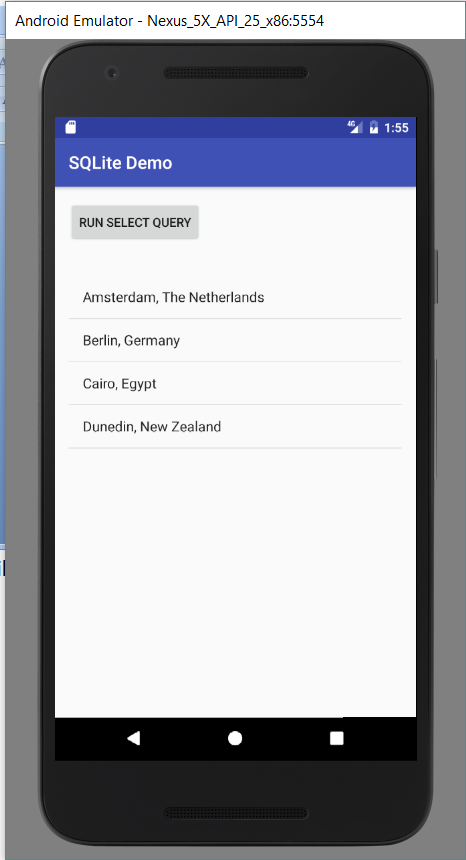 Android Emulator - Nexus_5X_API_25_x86:5554
4G 1:55
SQLite Demo
RUN SELECT QUERY
Amsterdam, The Netherlands
Berlin, Germany
Cairo, Egypt
Dunedin, New Zealand